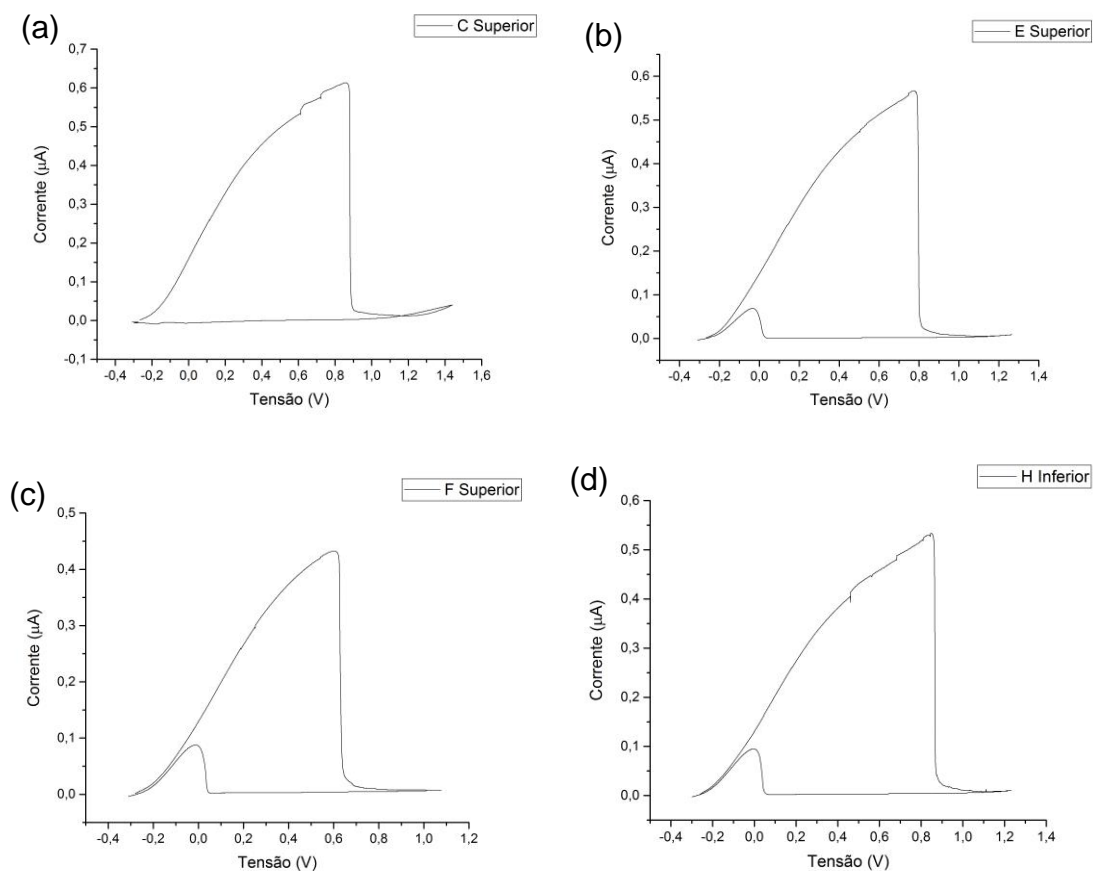 (a)
C Superior
0,7
0,6
0,5
0,4
0,3
0,2
0,1
0,0
-0,1
Corrente (µA)
-0,4 -0,2 0,0 0,2 0,4 0,6 0,8 1,0 1,2 1,4 1,6
Tensão (V)
(b)
E Superior
0,6
0,5
0,4
0,3
0,2
0,1
0,0
Corrente (µA)
-0,4 -0,2 0,0 0,2 0,4 0,6 0,8 1,0 1,2 1,4
Tensão (V)
(c)
F Superior
0,5
0,4
0,3
0,2
0,1
0,0
Corrente (µA)
-0,4 -0,2 0,0 0,2 0,4 0,6 0,8 1,0 1,2
Tensão (V)
(d)
H Inferior
0,6
0,5
0,4
0,3
0,2
0,1
0,0
Corrente (µA)
-0,4 -0,2 0,0 0,2 0,4 0,6 0,8 1,0 1,2 1,4
Tensão (V)